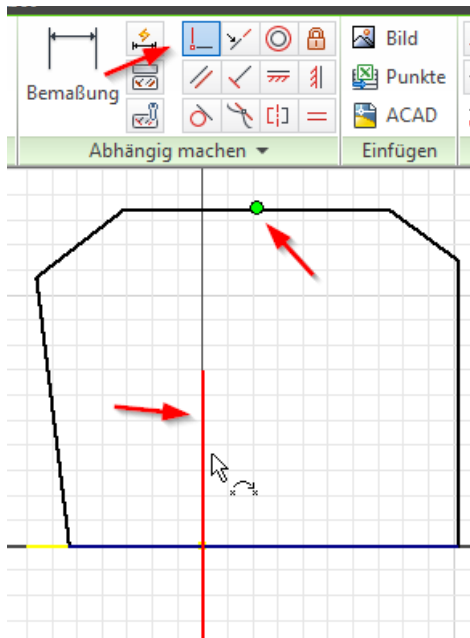 Bild
Punkte
Bemaßung
ACAD
Abhängig machen
Einfügen